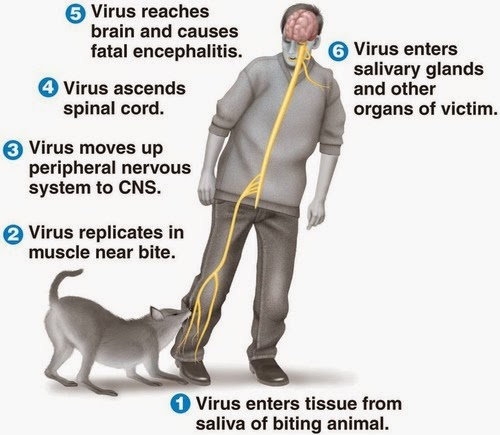 5 Virus reaches
brain and causes
fatal encephalitis.
6 Virus enters
salivary glands
and other
organs of victim.
4 Virus ascends
spinal cord.
3 Virus moves up
peripheral nervous
system to CNS.
2 Virus replicates in
muscle near bite.
1 Virus enters tissue from
saliva of biting animal.